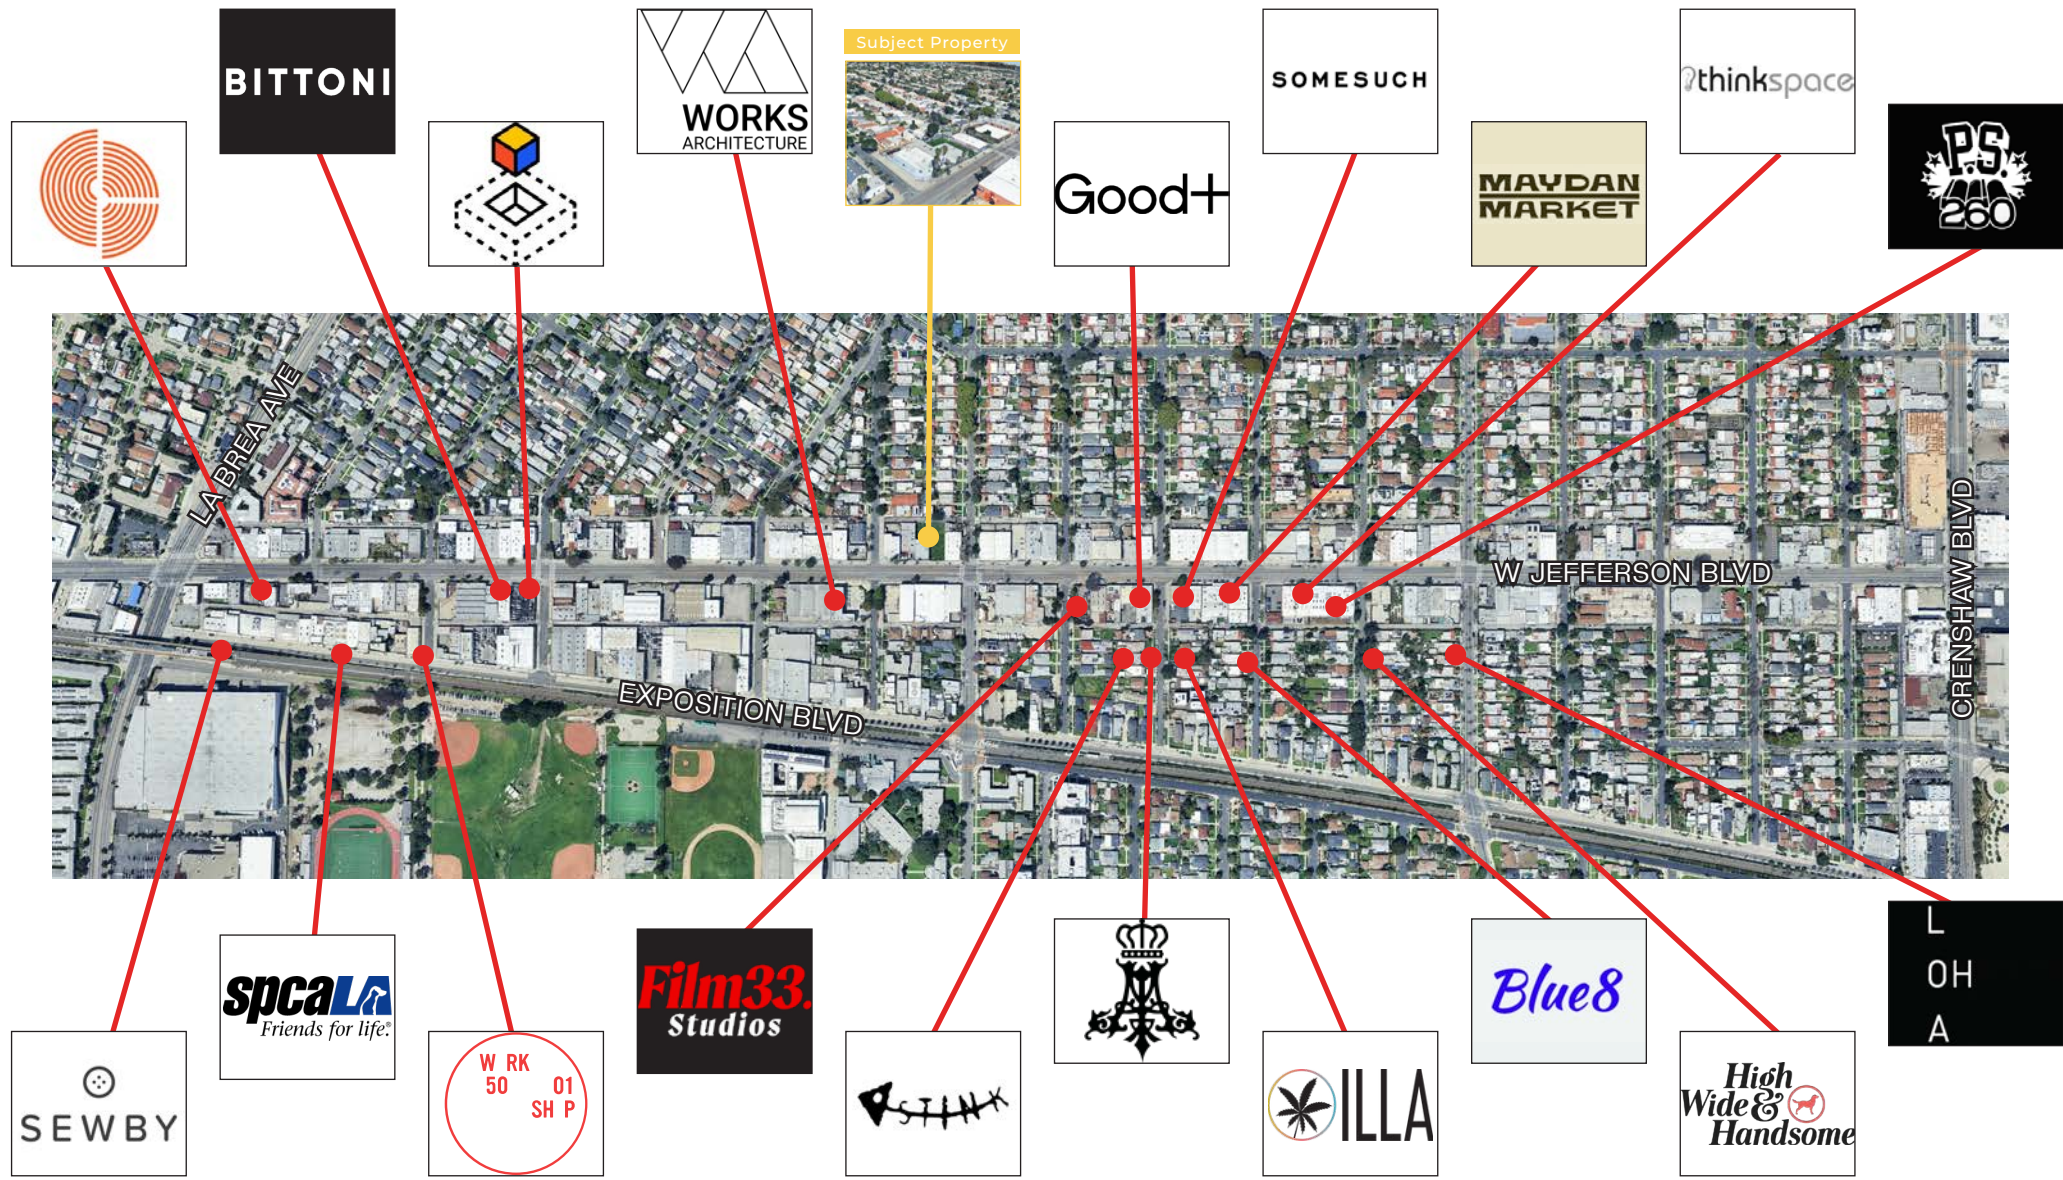 BITTONI
WORKS
ARCHITECTURE
Subject Property
Good+
SOMESUCH
MAYDAN
MARKET
thinkspace
P.S.
260
LA BREA AVE
W JEFFERSON BLVD
CRENSHAW BLVD
EXPOSITION BLVD
SEWBY
spcaLA
Friends for life.®
W RK
50 01
SH P
Film33.
Studios
STINK
ILLA
Blue8
High
Wide &
Handsome
L
OH
A